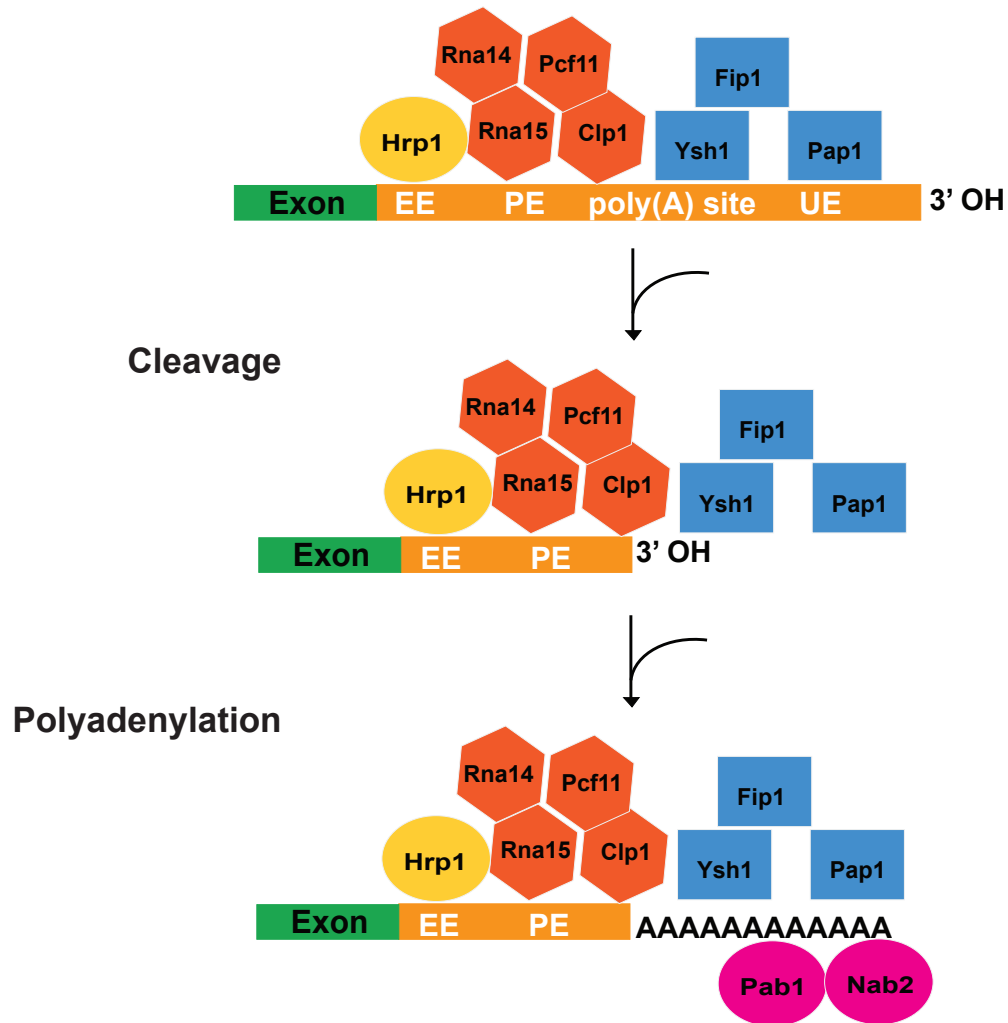 Rna14 Pcf11 Fip1
Hrp1 Rna15 Clp1 Ysh1 Pap1
Exon EE PE poly(A) site UE 3’ OH
Cleavage
Rna14 Pcf11 Fip1
Hrp1 Rna15 Clp1 Ysh1 Pap1
Exon EE PE 3’ OH
Polyadenylation
Rna14 Pcf11 Fip1
Hrp1 Rna15 Clp1 Ysh1 Pap1
Exon EE PE AAAAAAAAAAAA
Pab1 Nab2